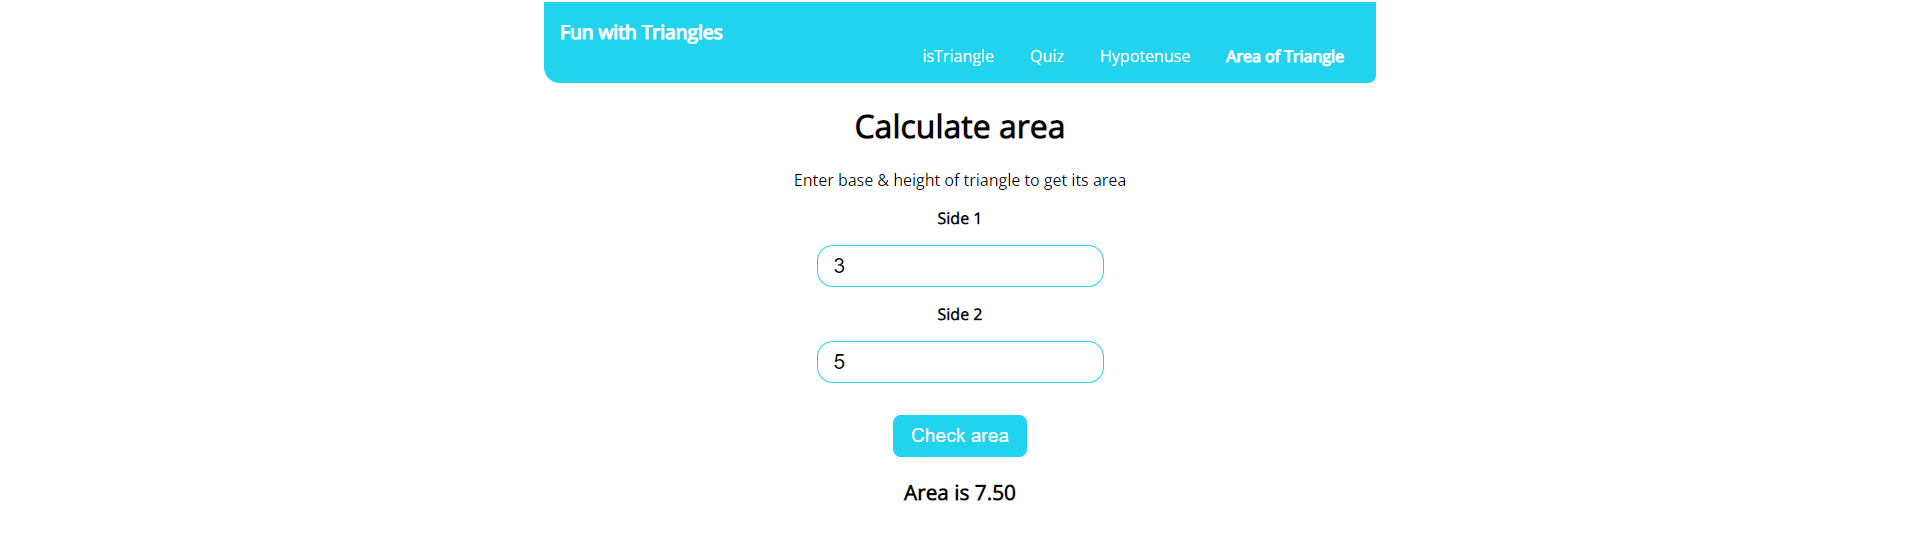 Fun with Triangles
isTriangle Quiz Hypotenuse Area of Triangle
Calculate area
Enter base & height of triangle to get its area
Side 1
3
Side 2
5
Check area
Area is 7.50